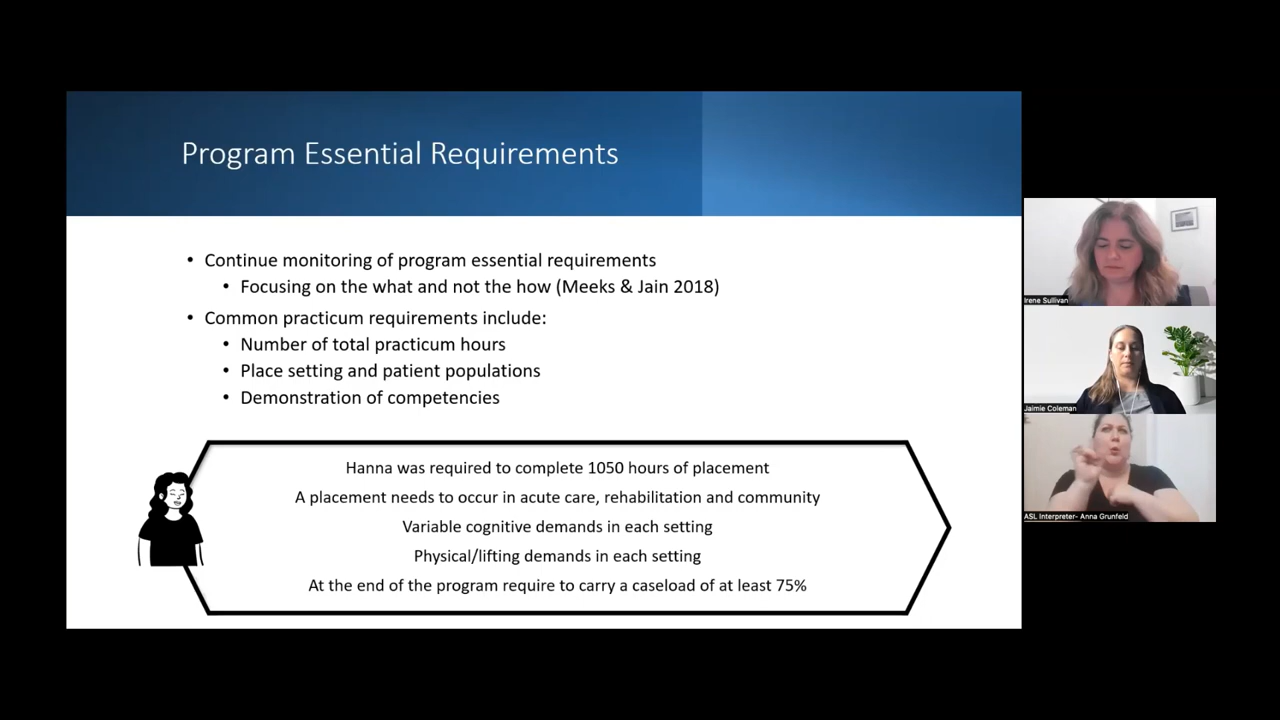 Program Essential Requirements
• Continue monitoring of program essential requirements
• Focusing on the what and not the how (Meeks & Jain 2018)
• Common practicum requirements include:
• Number of total practicum hours
• Place setting and patient populations
• Demonstration of competencies
Hanna was required to complete 1050 hours of placement
A placement needs to occur in acute care, rehabilitation and community
Variable cognitive demands in each setting
Physical/lifting demands in each setting
At the end of the program require to carry a caseload of at least 75%
Irene Sullivan
Jaimie Coleman
ASL Interpreter- Anna Grunfeld